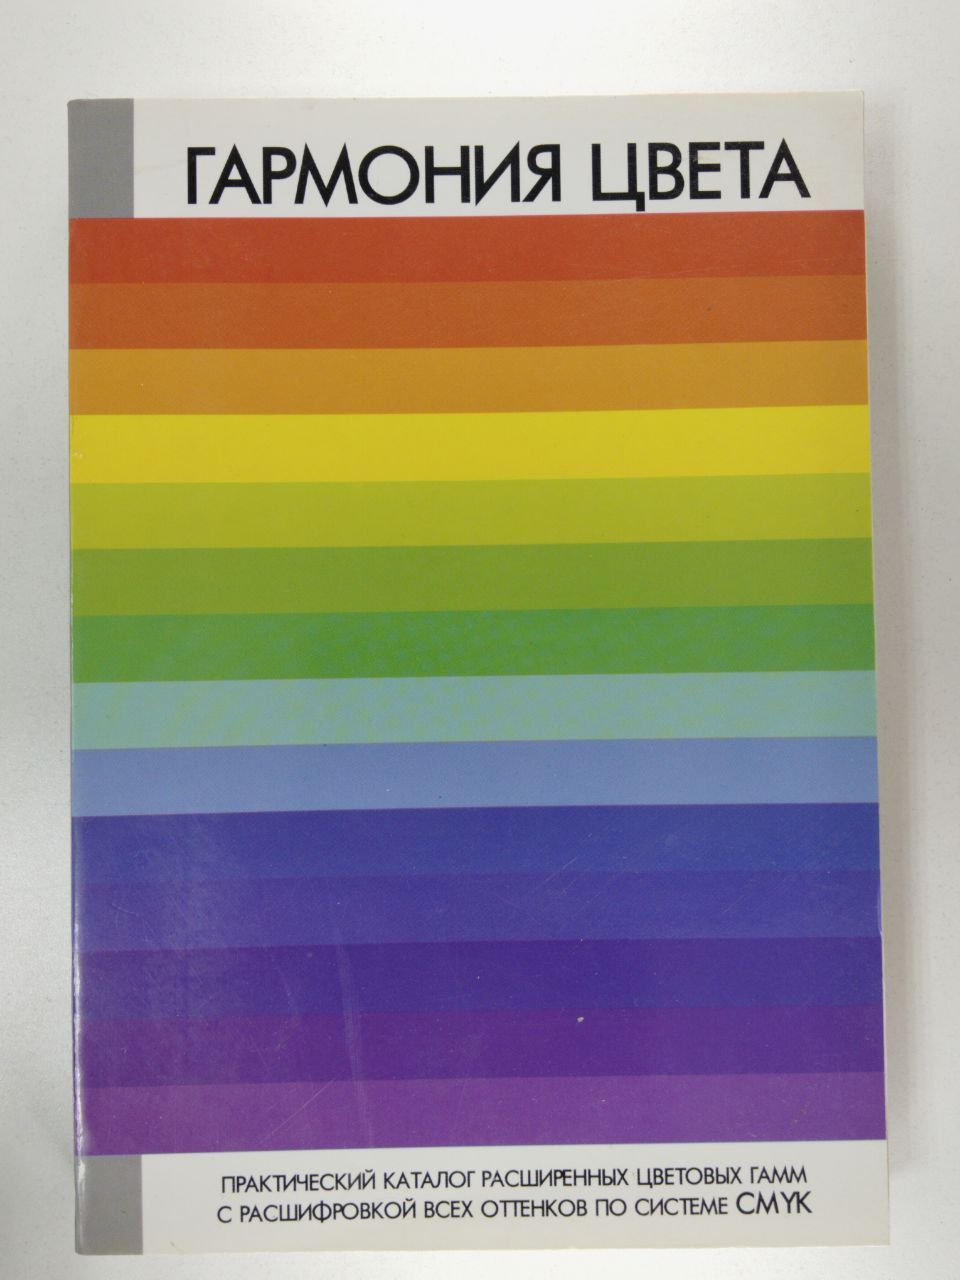 ГАРМОНИЯ ЦВЕТА
ПРАКТИЧЕСКИЙ КАТАЛОГ РАСШИРЕННЫХ ЦВЕТОВЫХ ГАММ
С РАСШИФРОВКОЙ ВСЕХ ОТТЕНКОВ ПО СИСТЕМЕ CMYK